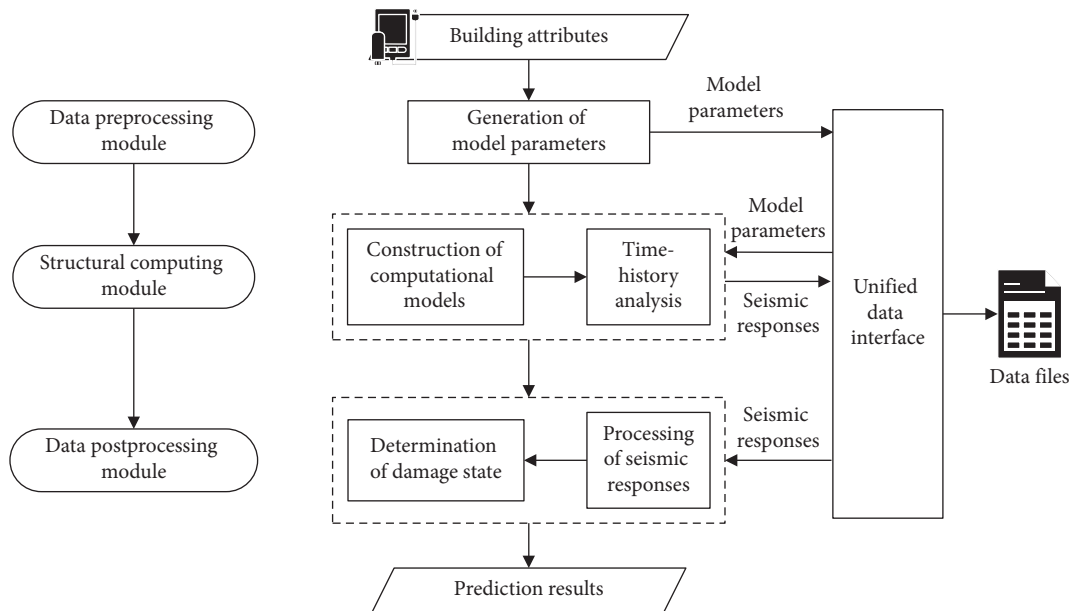 Building attributes
Data preprocessing
module
Generation of
model parameters
Model
parameters
Structural computing
module
Construction of
computational
models
Time-
history
analysis
Model
parameters
Seismic
responses
Unified
data
interface
Data files
Data postprocessing
module
Determination
of damage state
Processing
of seismic
responses
Seismic
responses
Prediction results